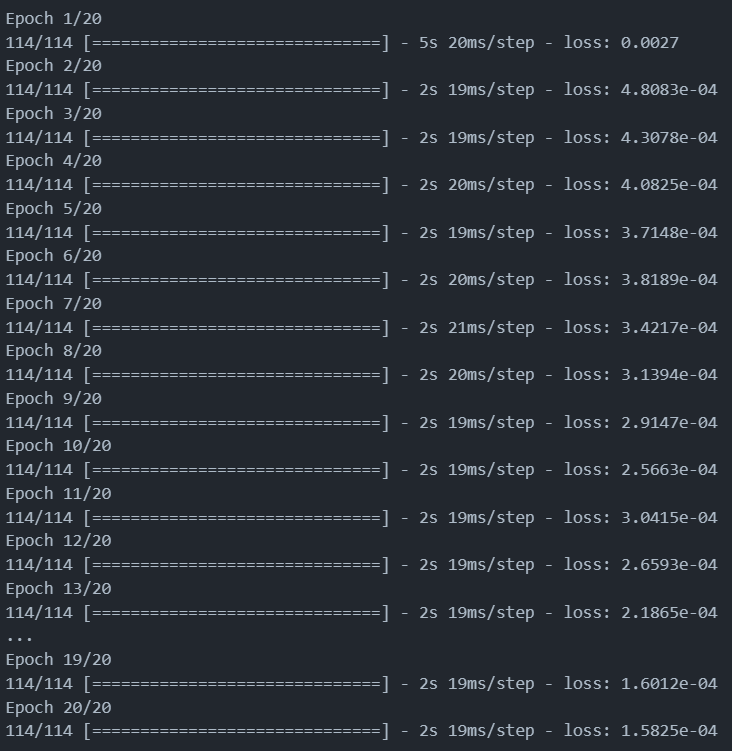 Epoch 1/20
114/114 [==============================] - 5s 20ms/step - loss: 0.0027
Epoch 2/20
114/114 [==============================] - 2s 19ms/step - loss: 4.8083e-04
Epoch 3/20
114/114 [==============================] - 2s 19ms/step - loss: 4.3078e-04
Epoch 4/20
114/114 [==============================] - 2s 20ms/step - loss: 4.0825e-04
Epoch 5/20
114/114 [==============================] - 2s 19ms/step - loss: 3.7148e-04
Epoch 6/20
114/114 [==============================] - 2s 20ms/step - loss: 3.8189e-04
Epoch 7/20
114/114 [==============================] - 2s 21ms/step - loss: 3.4217e-04
Epoch 8/20
114/114 [==============================] - 2s 20ms/step - loss: 3.1394e-04
Epoch 9/20
114/114 [==============================] - 2s 19ms/step - loss: 2.9147e-04
Epoch 10/20
114/114 [==============================] - 2s 19ms/step - loss: 2.5663e-04
Epoch 11/20
114/114 [==============================] - 2s 19ms/step - loss: 3.0415e-04
Epoch 12/20
114/114 [==============================] - 2s 19ms/step - loss: 2.6593e-04
Epoch 13/20
114/114 [==============================] - 2s 19ms/step - loss: 2.1865e-04
...
Epoch 19/20
114/114 [==============================] - 2s 19ms/step - loss: 1.6012e-04
Epoch 20/20
114/114 [==============================] - 2s 19ms/step - loss: 1.5825e-04